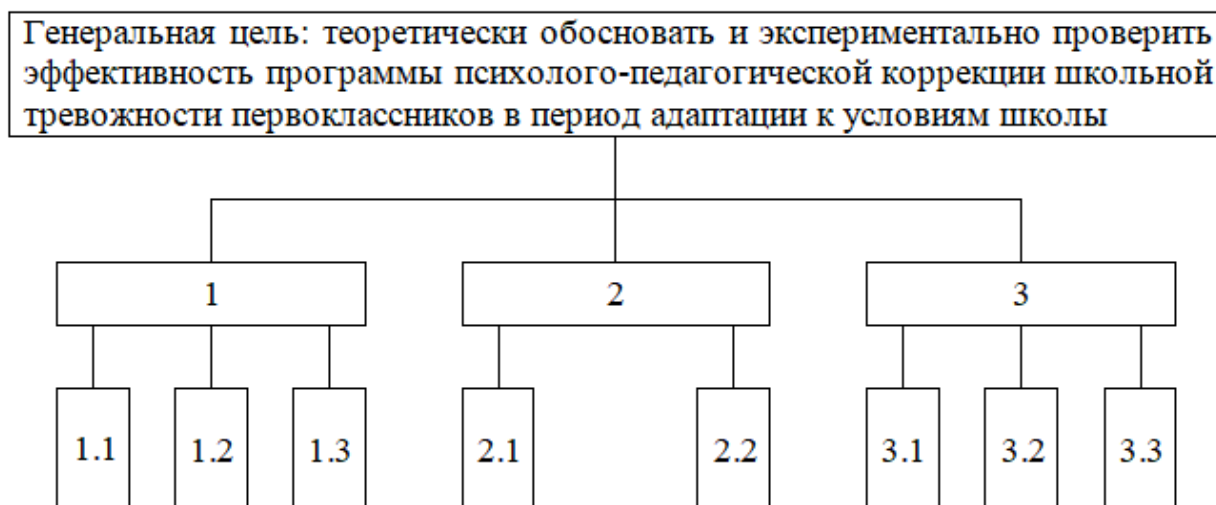 Генеральная цель: теоретически обосновать и экспериментально проверить
эффективность программы психолого-педагогической коррекции школьной
тревожности первоклассников в период адаптации к условиям школы
1 2 3
1.1 1.2 1.3 2.1 2.2 3.1 3.2 3.3